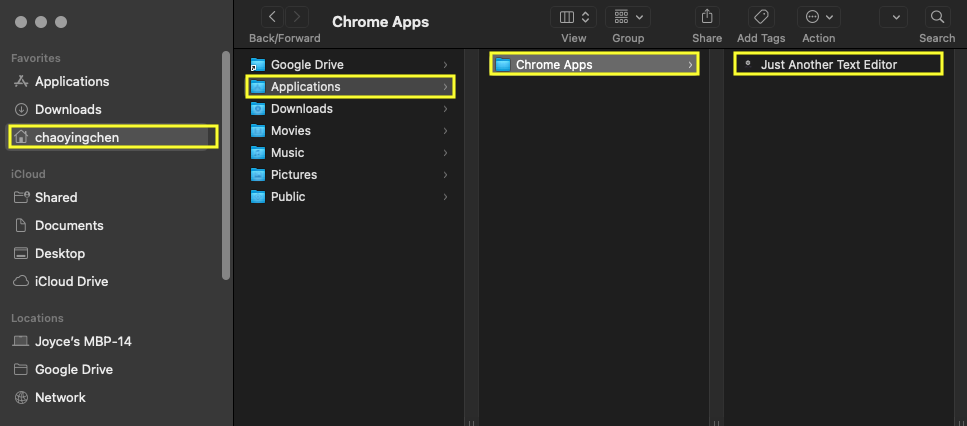 Chrome Apps
Back/Forward
View
Group
Share
Add Tags
Action
Search
Favorites
Applications
Downloads
chaoyingchen
iCloud
Shared
Documents
Desktop
iCloud Drive
Locations
Joyce's MBP-14
Google Drive
Network
Google Drive
Applications
Downloads
Movies
Music
Pictures
Public
Chrome Apps
Just Another Text Editor